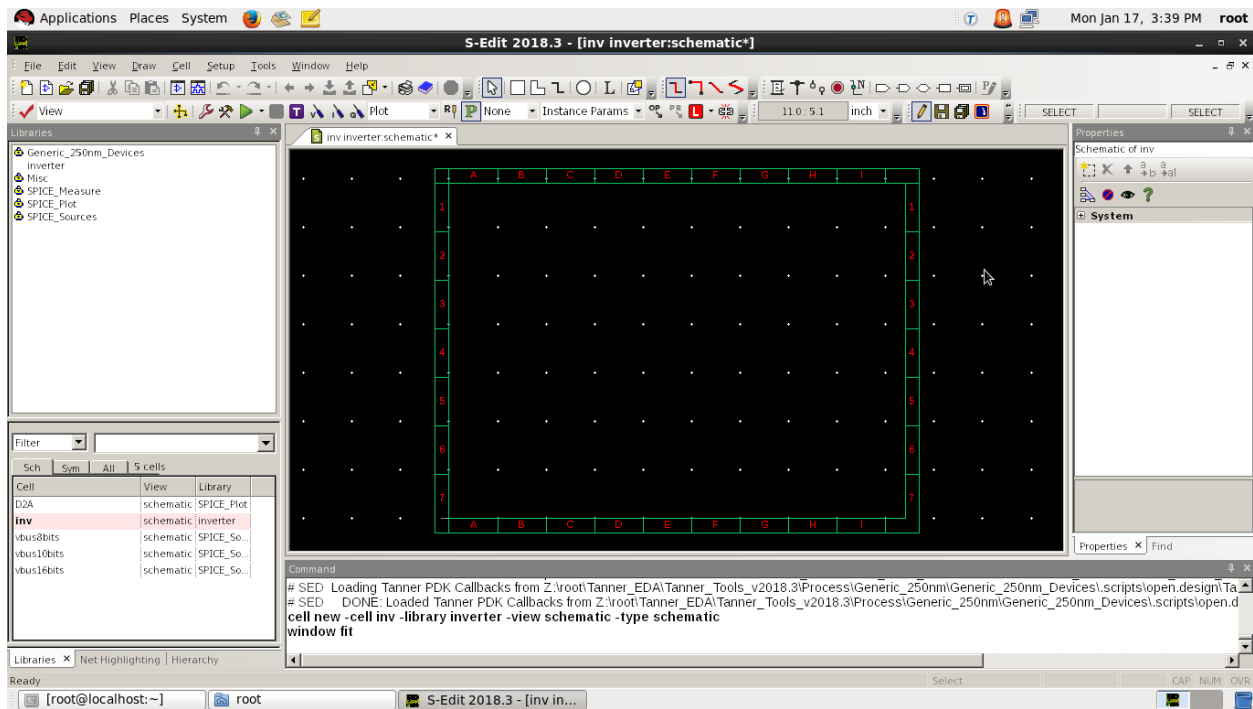 Applications Places System Mon Jan 17, 3:39 PM root
S-Edit 2018.3 - [inv inverter:schematic*]
File Edit View Draw Cell Setup Tools Window Help
View Plot None Instance Params 11.0 : 5.1 inch SELECT SELECT
Libraries
Generic_250nm_Devices
inverter
Misc
SPICE_Measure
SPICE_Plot
SPICE_Sources
inv inverter:schematic*
A B C D E F G H I
1 1
2 2
3 3
4 4
5 5
6 6
7 7
A B C D E F G H I
Properties
Schematic of inv
System
Properties Find
Filter
Sch Sym All 5 cells
Cell View Library
D2A schematic SPICE_Plot
inv schematic inverter
vbus8bits schematic SPICE_So...
vbus10bits schematic SPICE_So...
vbus16bits schematic SPICE_So...
Libraries Net Highlighting Hierarchy
Command
# SED Loading Tanner PDK Callbacks from Z:\root\Tanner_EDA\Tanner_Tools_v2018.3\Process\Generic_250nm\Generic_250nm_Devices\.scripts\open.design\Ta
# SED DONE: Loaded Tanner PDK Callbacks from Z:\root\Tanner_EDA\Tanner_Tools_v2018.3\Process\Generic_250nm\Generic_250nm_Devices\.scripts\open.d
cell new -cell inv -library inverter -view schematic -type schematic
window fit
Ready Select CAP NUM OVR
[root@localhost:~] root S-Edit 2018.3 - [inv in...